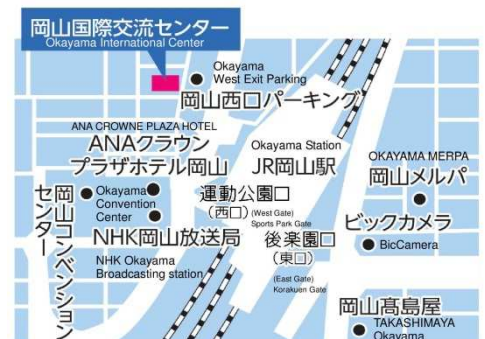 岡山国際交流センター
Okayama International Center
Okayama
West Exit Parking
岡山西口パーキング
ANA CROWNE PLAZA HOTEL
ANAクラウン
プラザホテル岡山
Okayama Station
JR岡山駅
OKAYAMA MERPA
岡山メルパ
岡山コンベンション
センター
Okayama
Convention
Center
運動公園口
(西口)
(West Gate)
Sports Park Gate
ビックカメラ
BicCamera
NHK岡山放送局
NHK Okayama
Broadcasting station
後楽園口
(東口)
(East Gate)
Korakuen Gate
岡山髙島屋
TAKASHIMAYA
Okayama